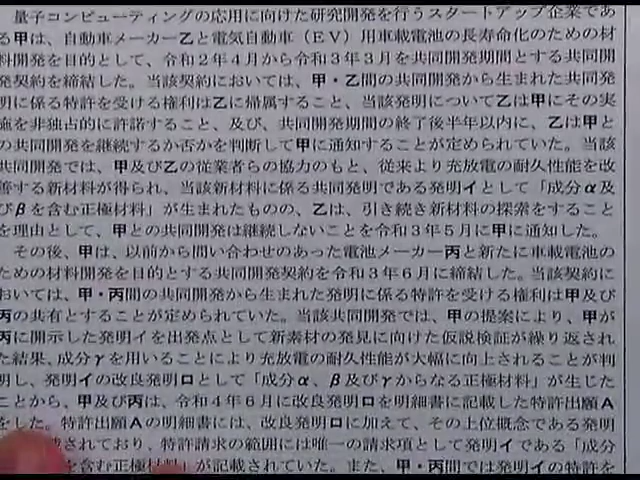 量子コンピューティングの応用に向けた研究開発を行うスタートアップ企業であ
る甲は、自動車メーカー乙と電気自動車（EV）用車載電池の長寿命化のための材
料開発を目的として、令和２年４月から令和３年３月を共同開発期間とする共同開
発契約を締結した。当該契約においては、甲・乙間の共同開発から生まれた共同発
明に係る特許を受ける権利は乙に帰属すること、当該発明について乙は甲にその実
施を非独占的に許諾すること、及び、共同開発期間の終了後半年以内に、乙は甲と
の共同開発を継続するか否かを判断して甲に通知することが定められていた。当該
共同開発では、甲及び乙の従業者らの協力のもと、従来より充放電の耐久性能を改
善する新材料が得られ、当該新材料に係る共同発明である発明イとして「成分α及
びβを含む正極材料」が生まれたものの、乙は、引き続き新材料の探索をすること
を理由として、甲との共同開発は継続しないことを令和３年５月に甲に通知した。
その後、甲は、以前から問い合わせのあった電池メーカー丙と新たに車載電池の
ための材料開発を目的とする共同開発契約を令和３年６月に締結した。当該契約に
おいては、甲・丙間の共同開発から生まれた発明に係る特許を受ける権利は甲及び
丙の共有とすることが定められていた。当該共同開発では、甲の提案により、甲が
丙に開示した発明イを出発点として新素材の発見に向けた仮説検証が繰り返され
た結果、成分γを用いることにより充放電の耐久性能が大幅に向上されることが判
明し、発明イの改良発明ロとして「成分α、β及びγからなる正極材料」が生じた
ことから、甲及び丙は、令和４年６月に改良発明ロを明細書に記載した特許出願Ａ
をした。特許出願Ａの明細書には、改良発明ロに加えて、その上位概念である発明
載されており、特許請求の範囲には唯一の請求項として発明イである「成分
を含む正極材料」が記載されていた。また、甲・丙間では発明イの特許を